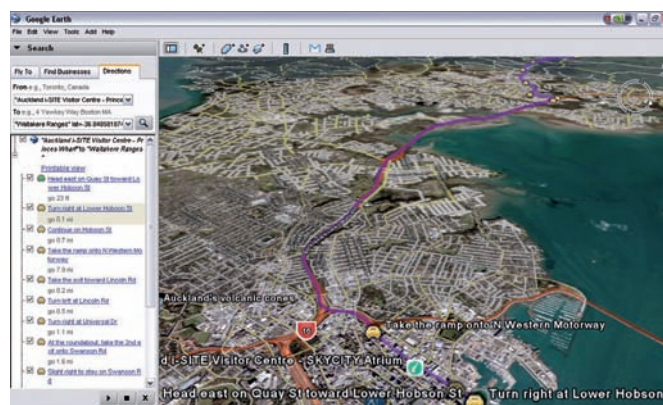 Google Earth
File Edit View Tools Add Help
Search
Fly To Find Businesses Directions
From e.g., Toronto, Canada
"Auckland i-SITE Visitor Centre - Prince
To e.g., 4 Yawkey Way Boston MA
"Waitakere Ranges"
"Auckland i-SITE Visitor Centre - Pr
inces Wharf" to "Waitakere Ranges
"
Printable view
Head east on Quay St toward Lo
wer Hobson St
go 23 ft
Turn right at Lower Hobson St
go 0.1 mi
Continue on Hobson St
go 0.7 mi
Take the ramp onto N Western Mo
torway
go 7.9 mi
Take the exit toward Lincoln Rd
go 0.2 mi
Turn left at Lincoln Rd
go 0.5 mi
Turn right at Universal Dr
go 1.1 mi
At the roundabout, take the 2nd e
xit onto Swanson Rd
go 1.6 mi
Slight right to stay on Swanson R
d
Auckland's volcanic cones
16
Take the ramp onto N Western Motorway
d i-SITE Visitor Centre - SKYCITY Atrium
Head east on Quay St toward Lower Hobson St
Turn right at Lower Hobson